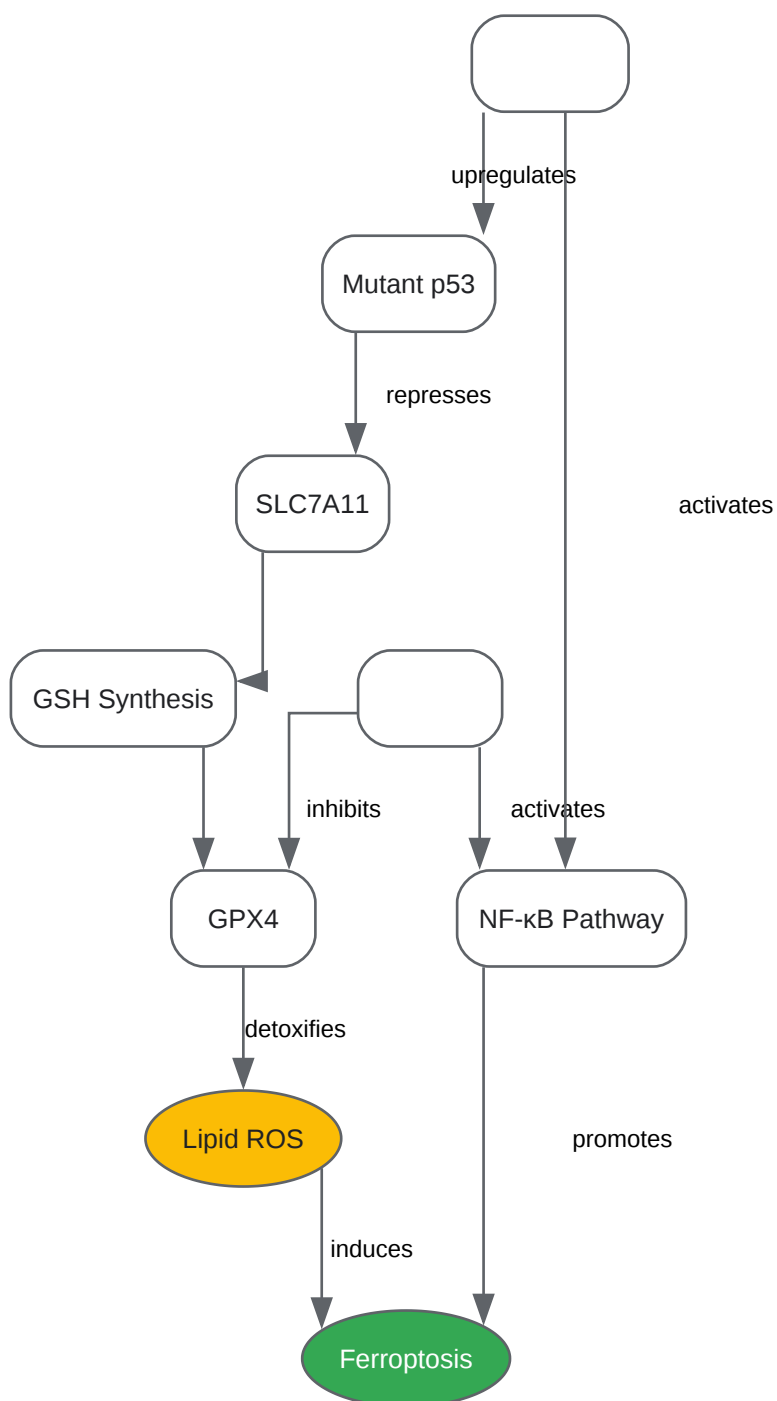 upregulates
Mutant p53
represses
SLC7A11
activates
GSH Synthesis
inhibits
activates
GPX4
NF-κB Pathway
detoxifies
Lipid ROS
promotes
induces
Ferroptosis